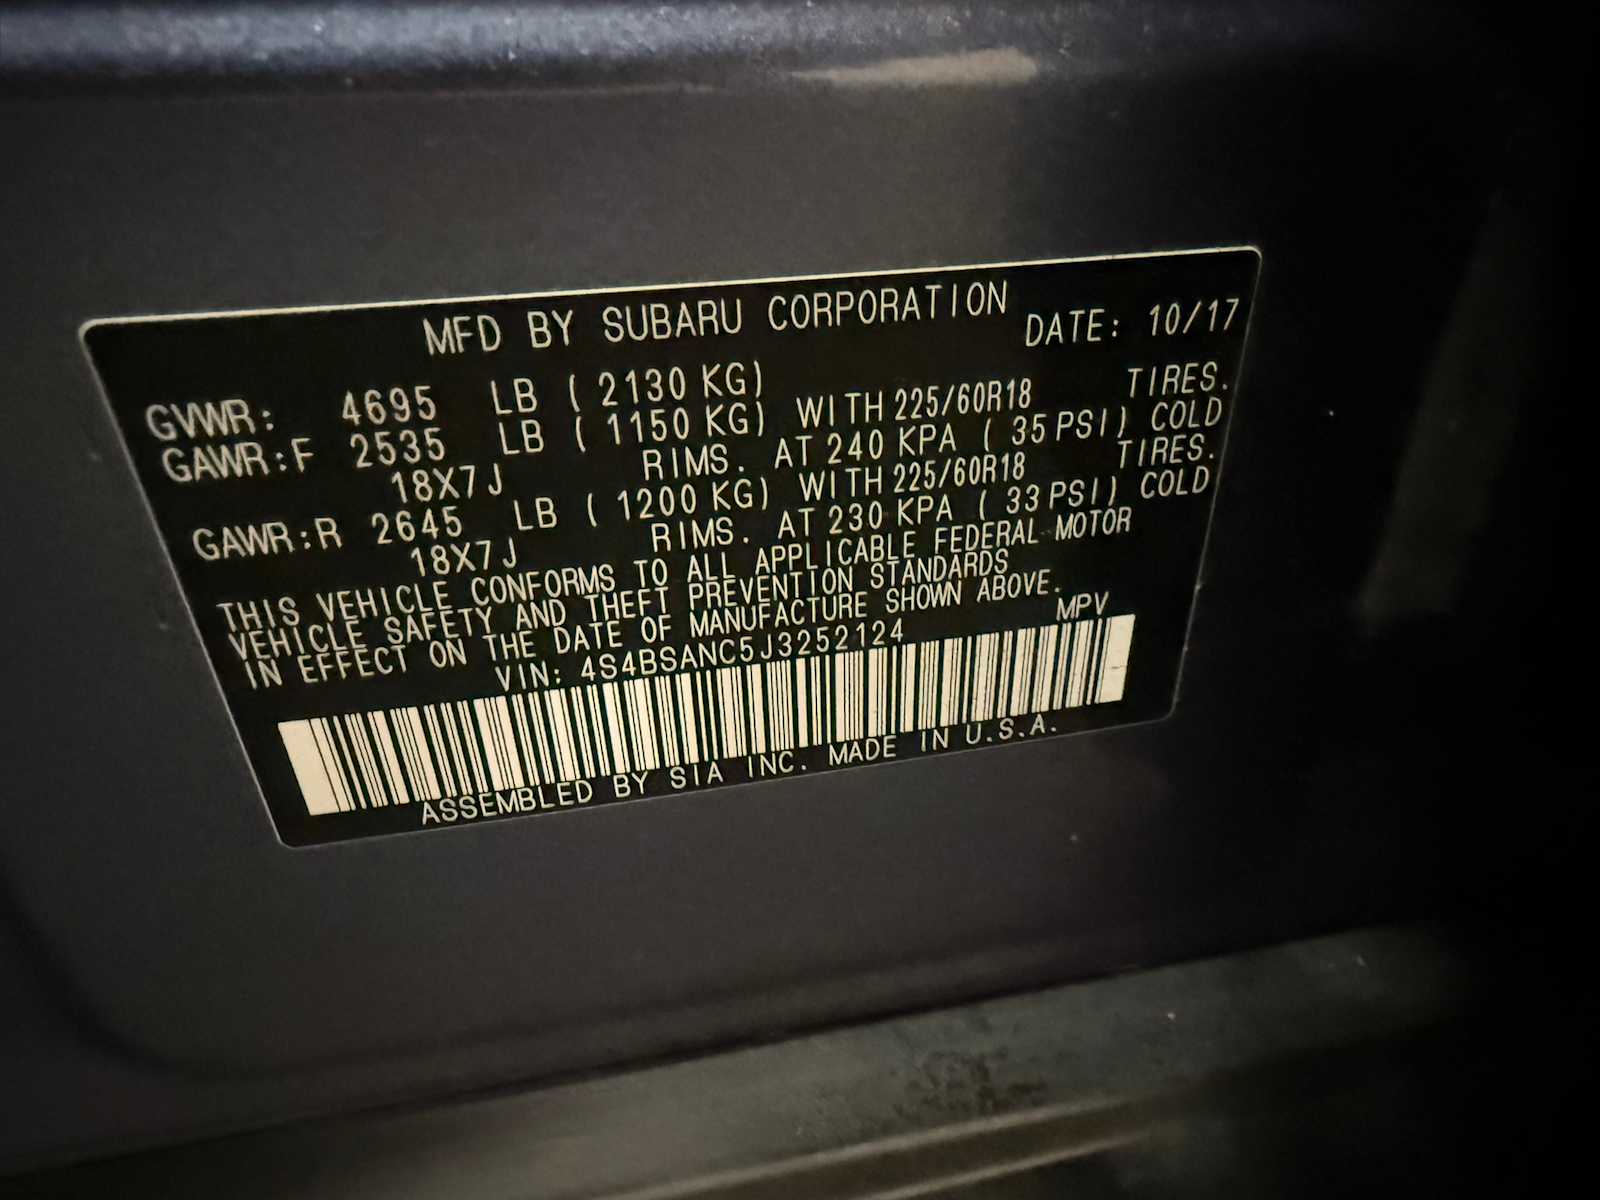 MFD BY SUBARU CORPORATION DATE: 10/17
GVWR: 4695 LB ( 2130 KG)
GAWR:F 2535 LB ( 1150 KG) WITH 225/60R18 TIRES.
18X7J RIMS. AT 240 KPA ( 35 PSI) COLD
GAWR:R 2645 LB ( 1200 KG) WITH 225/60R18 TIRES.
18X7J RIMS. AT 230 KPA ( 33 PSI) COLD
THIS VEHICLE CONFORMS TO ALL APPLICABLE FEDERAL MOTOR
VEHICLE SAFETY AND THEFT PREVENTION STANDARDS
IN EFFECT ON THE DATE OF MANUFACTURE SHOWN ABOVE.
VIN: 4S4BSANC5J3252124 MPV
ASSEMBLED BY SIA INC. MADE IN U.S.A.